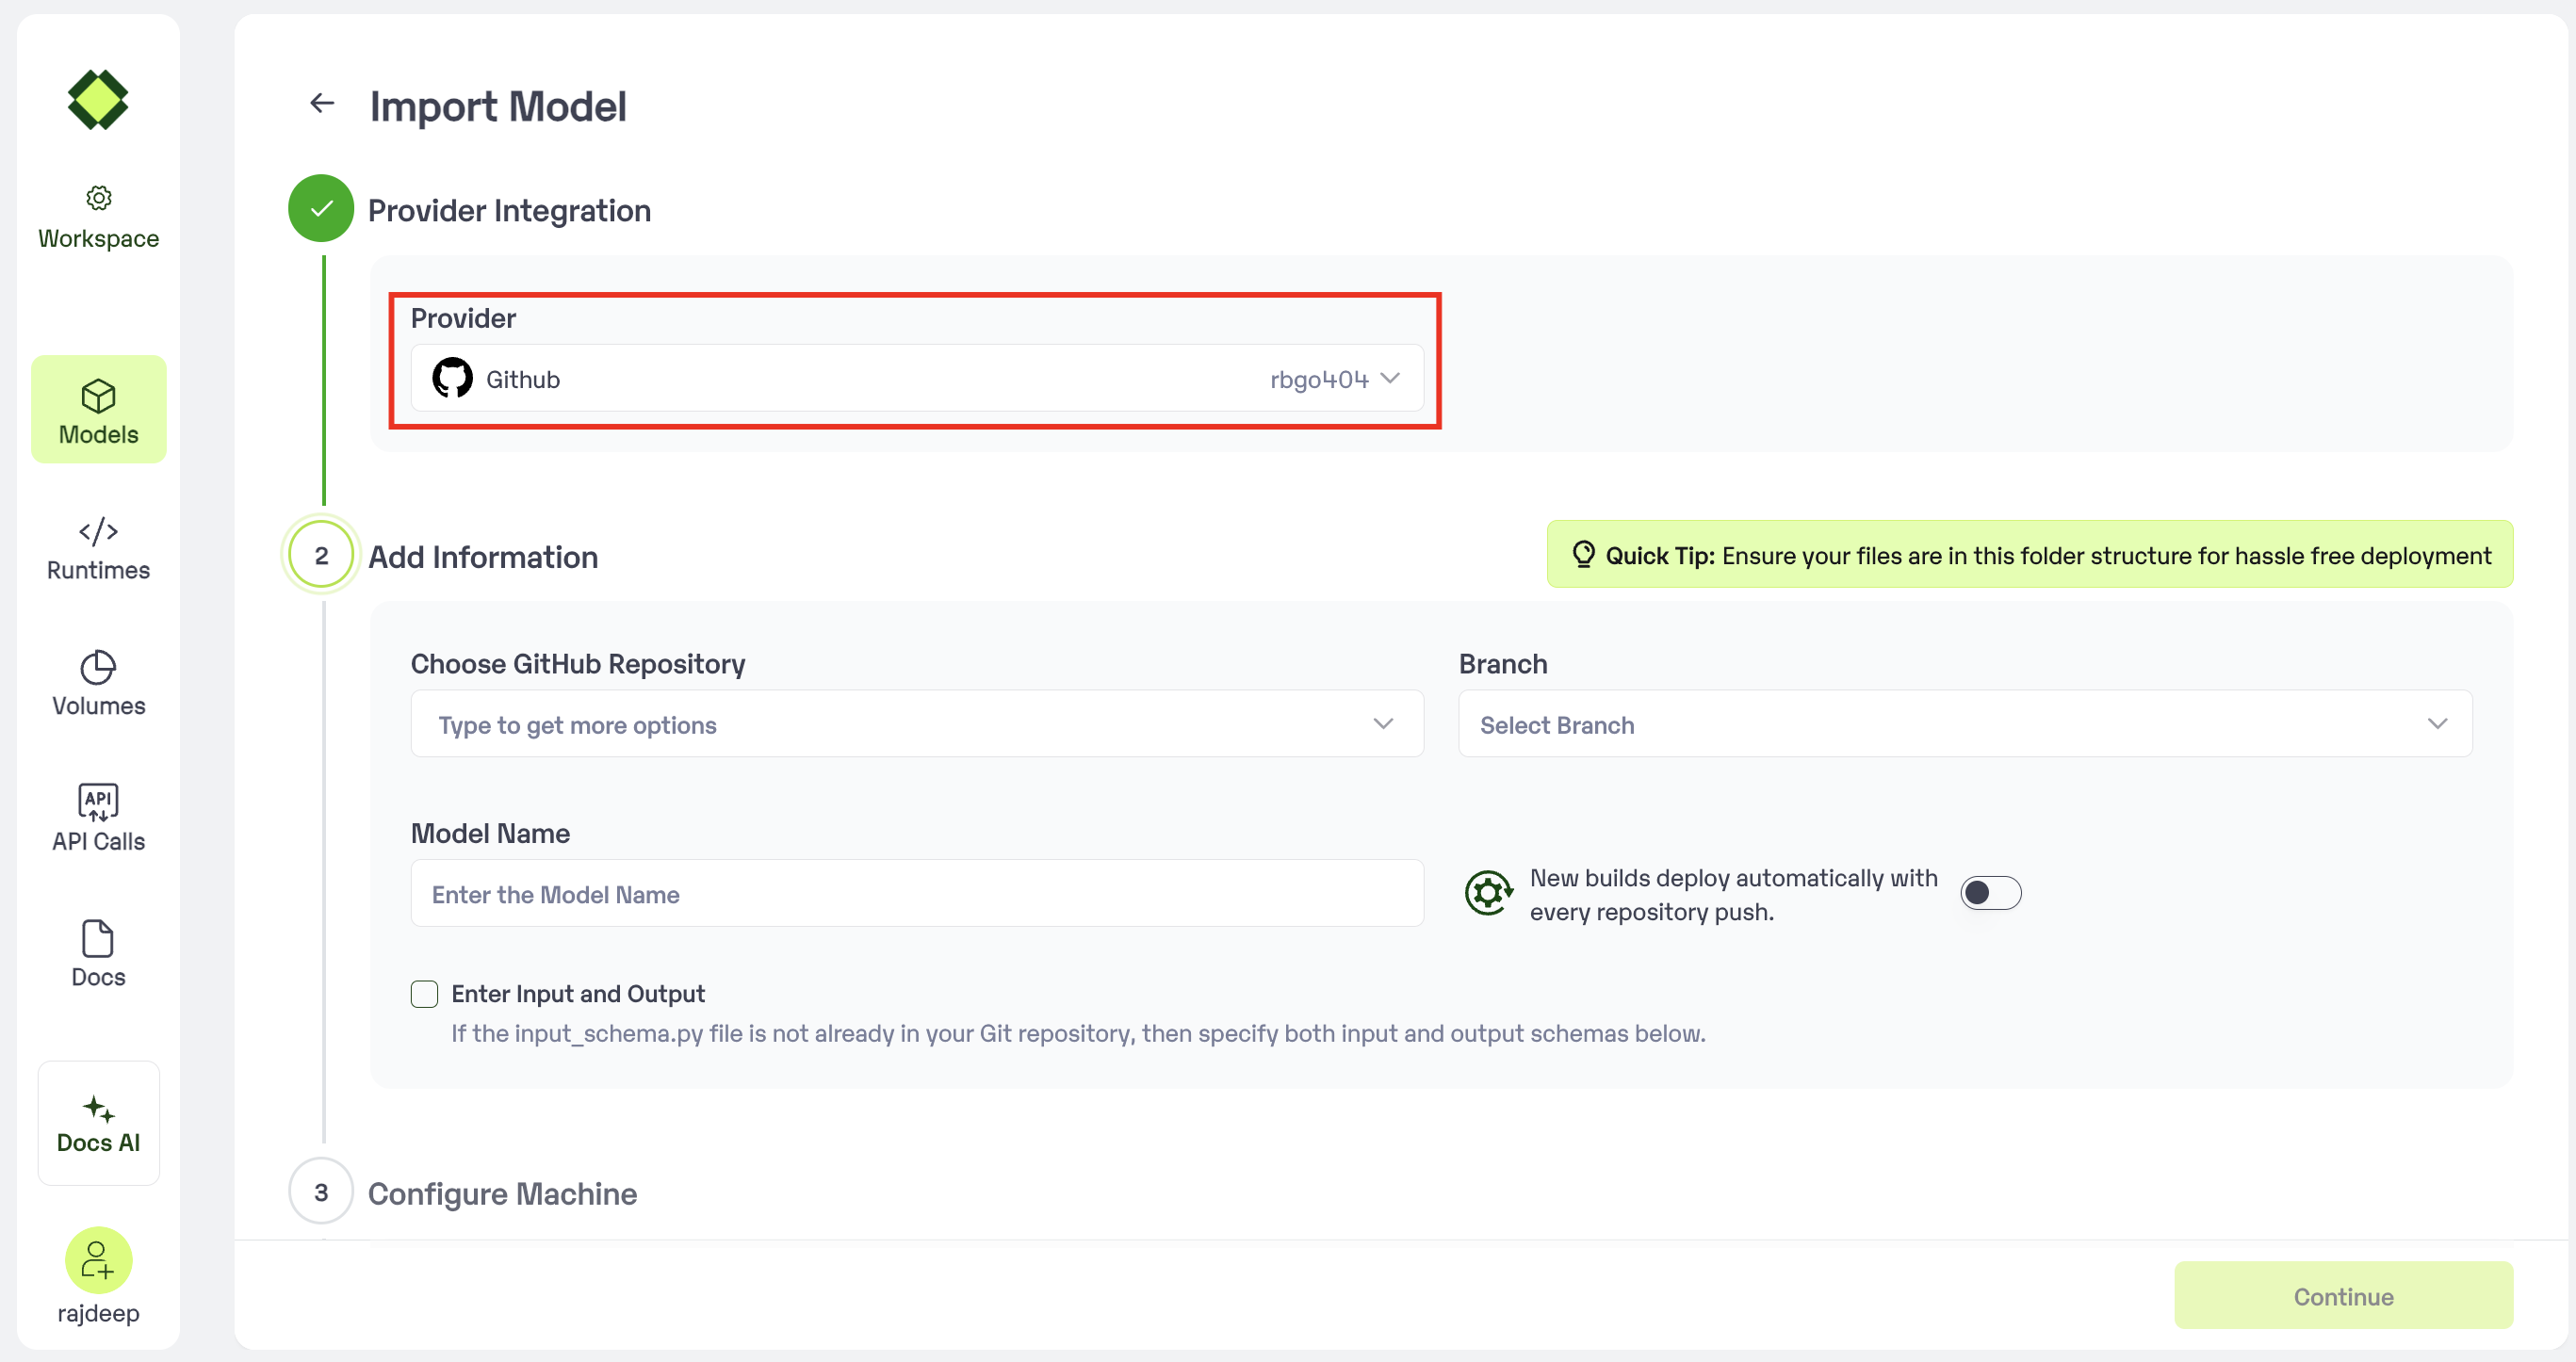 Workspace
Models
Runtimes
Volumes
API
API Calls
Docs
Docs AI
rajdeep
Import Model
Provider Integration
Provider
Github
rbgo404
2
Add Information
Quick Tip: Ensure your files are in this folder structure for hassle free deployment
Choose GitHub Repository
Type to get more options
Branch
Select Branch
Model Name
Enter the Model Name
New builds deploy automatically with
every repository push.
Enter Input and Output
If the input_schema.py file is not already in your Git repository, then specify both input and output schemas below.
3
Configure Machine
Continue